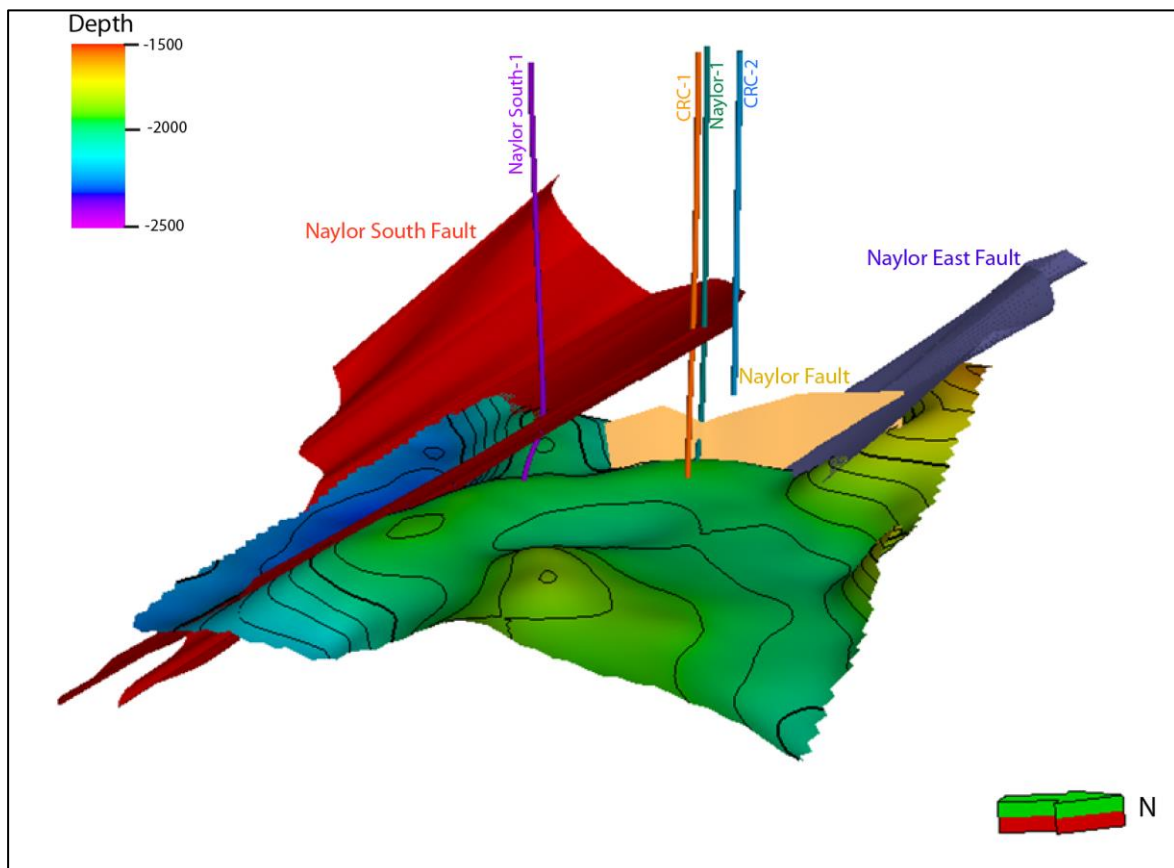 Depth
-1500
-2000
-2500
Naylor South-1
CRC-1
Naylor-1
CRC-2
Naylor South Fault
Naylor East Fault
Naylor Fault
N